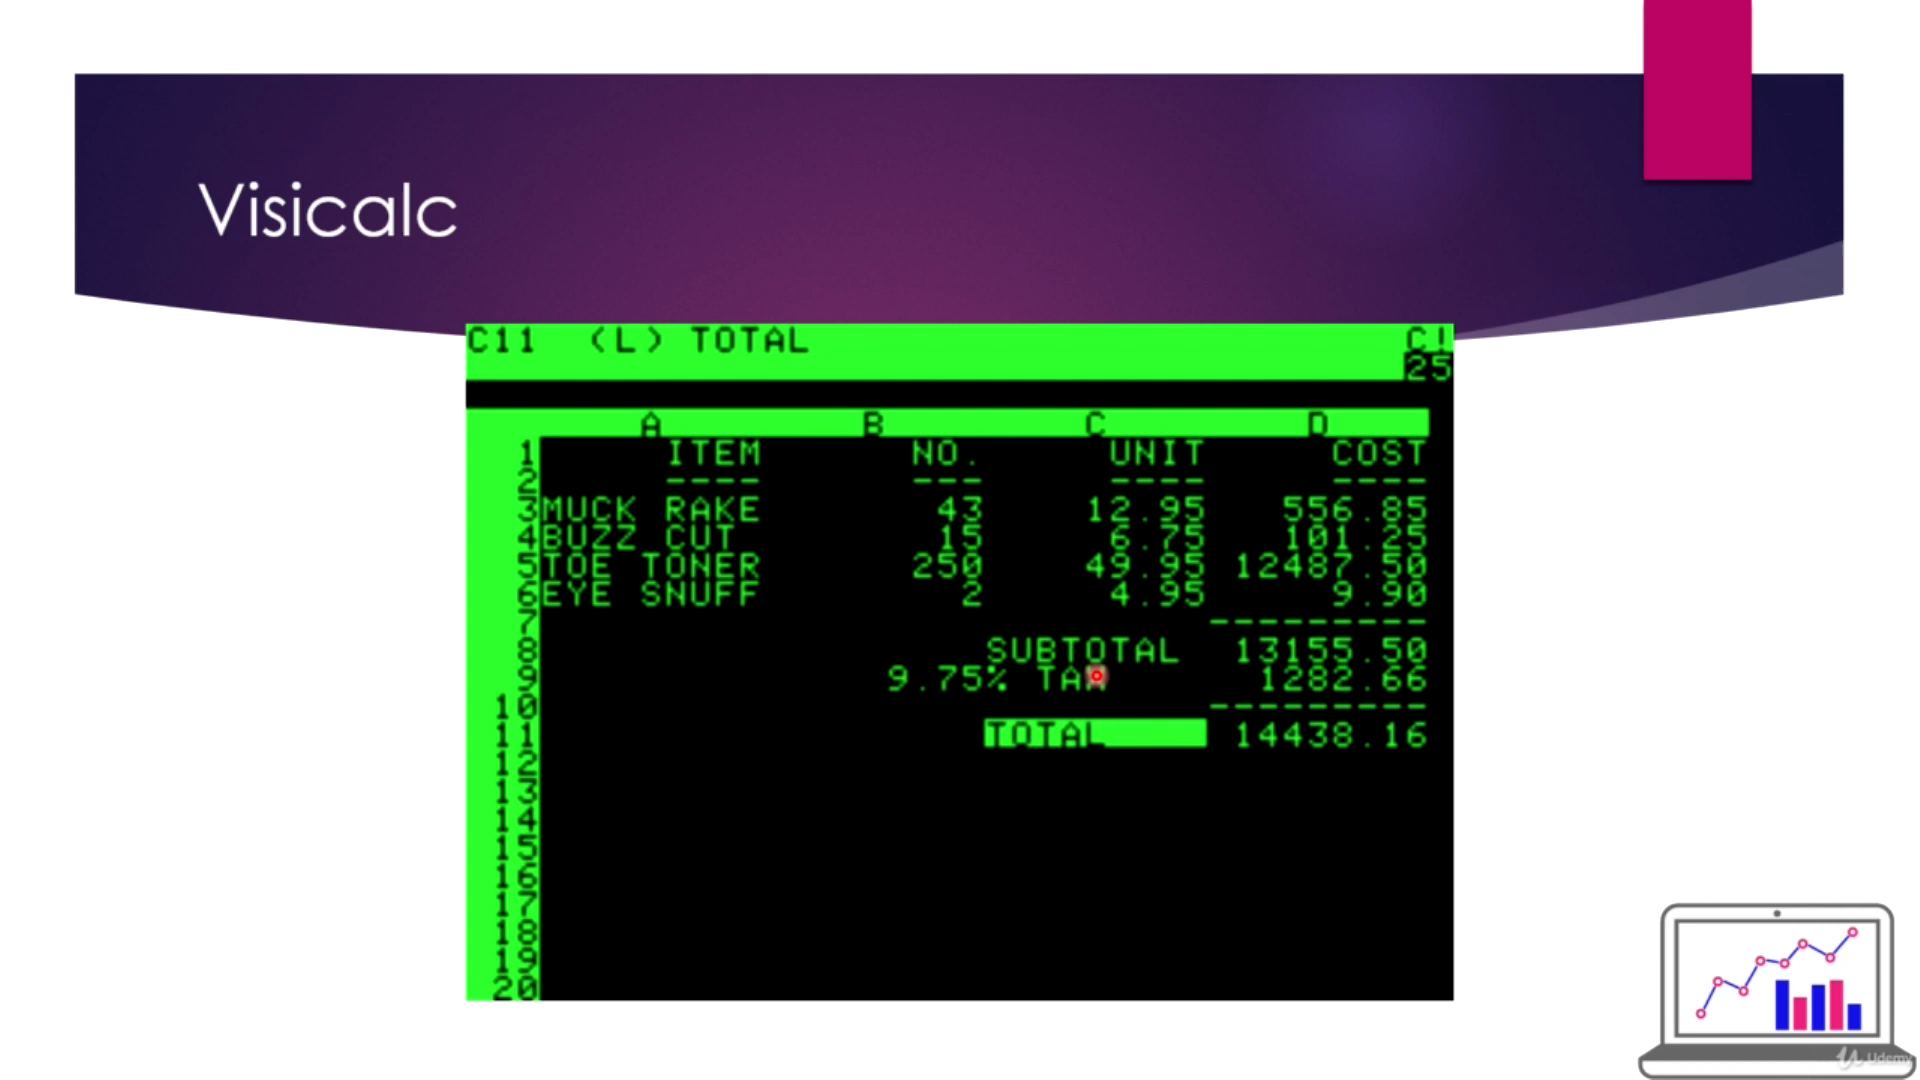 Visicalc
C11 (L) TOTAL C!
25
A B C D
1 ITEM NO. UNIT COST
2 ---- --- ---- ----
3 MUCK RAKE 43 12.95 556.85
4 BUZZ CUT 15 6.75 101.25
5 TOE TONER 250 49.95 12487.50
6 EYE SNUFF 2 4.95 9.90
7 ---------
8 SUBTOTAL 13155.50
9 9.75% TAX 1282.66
10 ---------
11 TOTAL 14438.16
12
13
14
15
16
17
18
19
20
Udemy